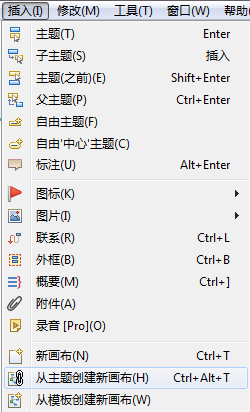 插入(I) 修改(M) 工具(T) 窗口(W) 帮助
主题(T) Enter
子主题(S) 插入
主题(之前)(E) Shift+Enter
父主题(P) Ctrl+Enter
自由主题(F)
自由'中心'主题(C)
标注(U) Alt+Enter
图标(K)
图片(I)
联系(R) Ctrl+L
外框(B) Ctrl+B
概要(M) Ctrl+]
附件(A)
录音 [Pro](O)
新画布(N) Ctrl+T
从主题创建新画布(H) Ctrl+Alt+T
从模板创建新画布(W)